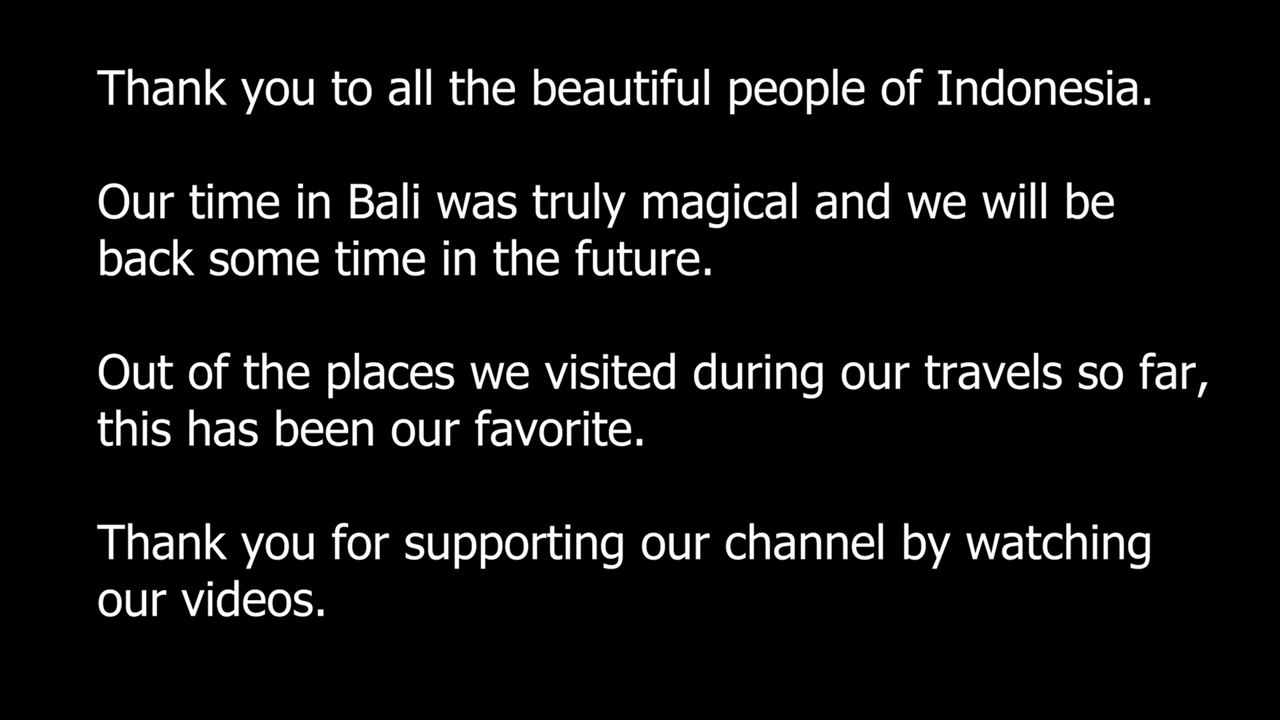 Thank you to all the beautiful people of Indonesia.
Our time in Bali was truly magical and we will be
back some time in the future.
Out of the places we visited during our travels so far,
this has been our favorite.
Thank you for supporting our channel by watching
our videos.